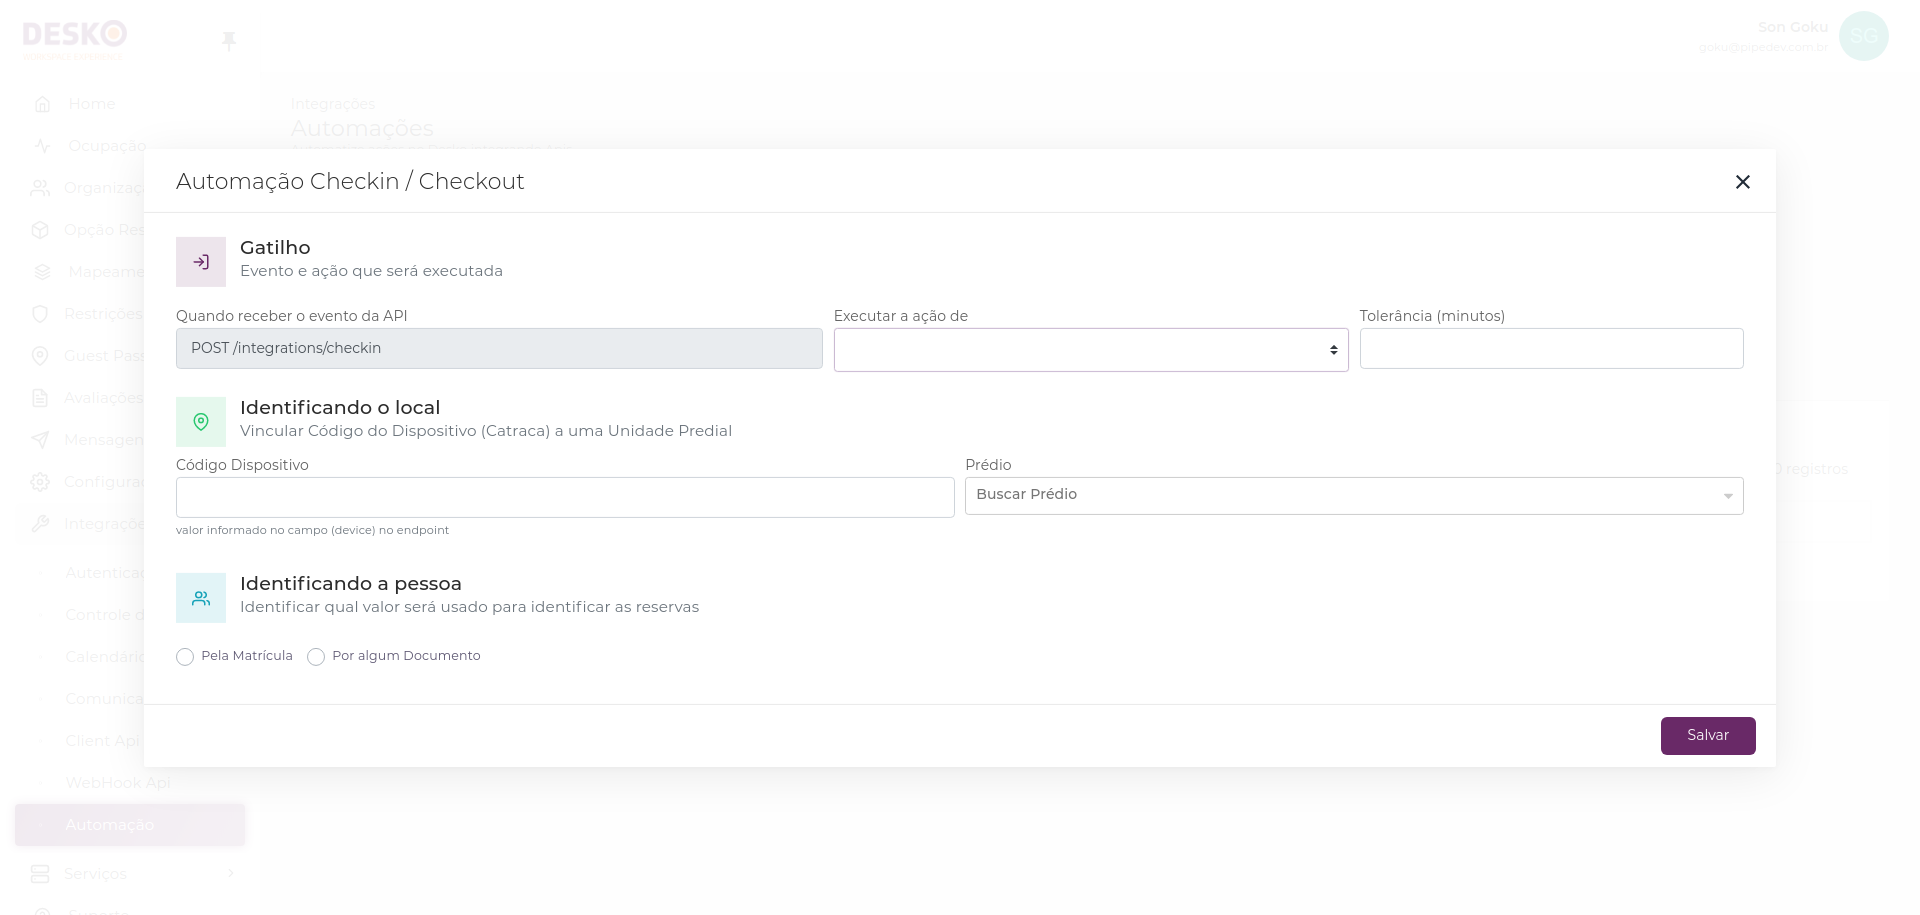 DESKO
Son Goku
goku@pipedev.com.br
SG
Home
Integrações
Automações
Ocupação
Automação Checkin / Checkout
Gatilho
Evento e ação que será executada
Quando receber o evento da API
Executar a ação de
Tolerância (minutos)
POST /integrations/checkin
Identificando o local
Vincular Código do Dispositivo (Catraca) a uma Unidade Predial
Código Dispositivo
Prédio
Buscar Prédio
valor informado no campo (device) no endpoint
Identificando a pessoa
Identificar qual valor será usado para identificar as reservas
Pela Matrícula
Por algum Documento
Salvar
Organizaç
Opção Res
Mapeame
Restrições
Guest Pass
Avaliações
Mensagen
Configuraç
0 registros
Integraçõe
Autenticaç
Controle d
Calendário
Comunica
Client Api
WebHook Api
Automação
Serviços